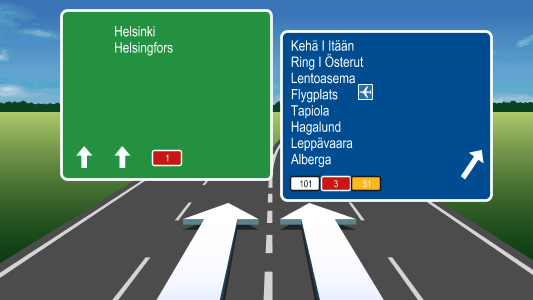 Helsinki
Helsingfors
1
Kehä I Itään
Ring I Österut
Lentoasema
Flygplats
Tapiola
Hagalund
Leppävaara
Alberga
101 3 51